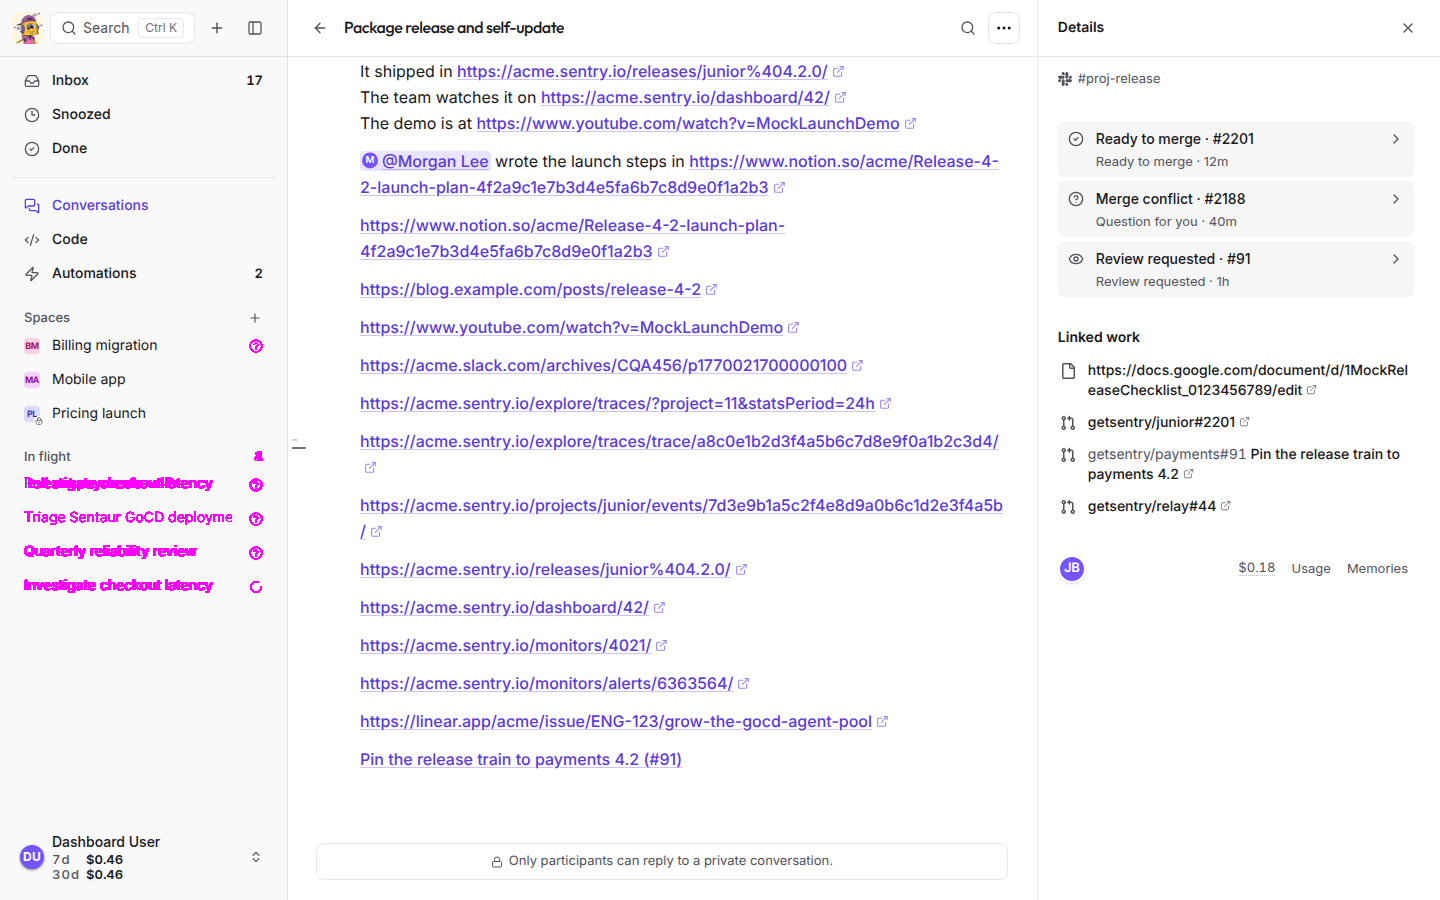 Search Ctrl K
Inbox 17
Snoozed
Done
Conversations
Code
Automations 2
Spaces
BM Billing migration
MA Mobile app
PL Pricing launch
In flight
Triage Sentaur GoCD deployme
Quarterly reliability review
Investigate checkout latency
DU Dashboard User
7d $0.46
30d $0.46
Package release and self-update
It shipped in https://acme.sentry.io/releases/junior%404.2.0/
The team watches it on https://acme.sentry.io/dashboard/42/
The demo is at https://www.youtube.com/watch?v=MockLaunchDemo
M @Morgan Lee wrote the launch steps in https://www.notion.so/acme/Release-4-
2-launch-plan-4f2a9c1e7b3d4e5fa6b7c8d9e0f1a2b3
https://www.notion.so/acme/Release-4-2-launch-plan-
4f2a9c1e7b3d4e5fa6b7c8d9e0f1a2b3
https://blog.example.com/posts/release-4-2
https://www.youtube.com/watch?v=MockLaunchDemo
https://acme.slack.com/archives/CQA456/p1770021700000100
https://acme.sentry.io/explore/traces/?project=11&statsPeriod=24h
https://acme.sentry.io/explore/traces/trace/a8c0e1b2d3f4a5b6c7d8e9f0a1b2c3d4/
https://acme.sentry.io/projects/junior/events/7d3e9b1a5c2f4e8d9a0b6c1d2e3f4a5b
/
https://acme.sentry.io/releases/junior%404.2.0/
https://acme.sentry.io/dashboard/42/
https://acme.sentry.io/monitors/4021/
https://acme.sentry.io/monitors/alerts/6363564/
https://linear.app/acme/issue/ENG-123/grow-the-gocd-agent-pool
Pin the release train to payments 4.2 (#91)
Only participants can reply to a private conversation.
Details
#proj-release
Ready to merge · #2201
Ready to merge · 12m
Merge conflict · #2188
Question for you · 40m
Review requested · #91
Review requested · 1h
Linked work
https://docs.google.com/document/d/1MockRel
easeChecklist_0123456789/edit
getsentry/junior#2201
getsentry/payments#91 Pin the release train to
payments 4.2
getsentry/relay#44
JB $0.18 Usage Memories